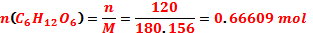 n(C₆H₁₂O₆) = n/M = 120/180.156 = 0.66609 mol